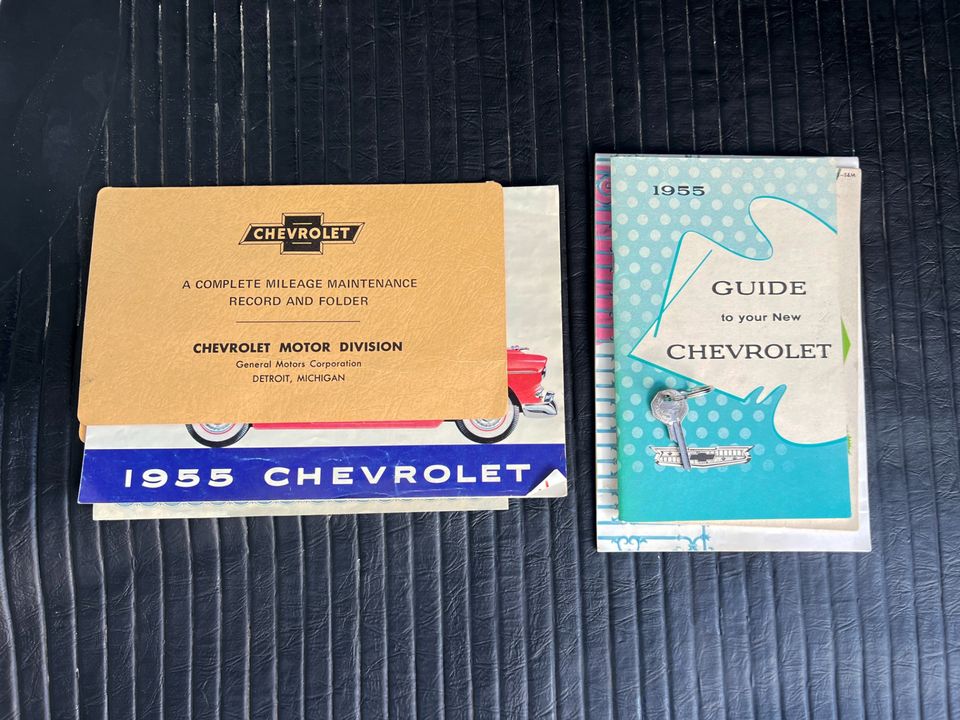 CHEVROLET
A COMPLETE MILEAGE MAINTENANCE
RECORD AND FOLDER
CHEVROLET MOTOR DIVISION
General Motors Corporation
DETROIT, MICHIGAN
1955 CHEVROLET
1955
GUIDE
to your New
CHEVROLET